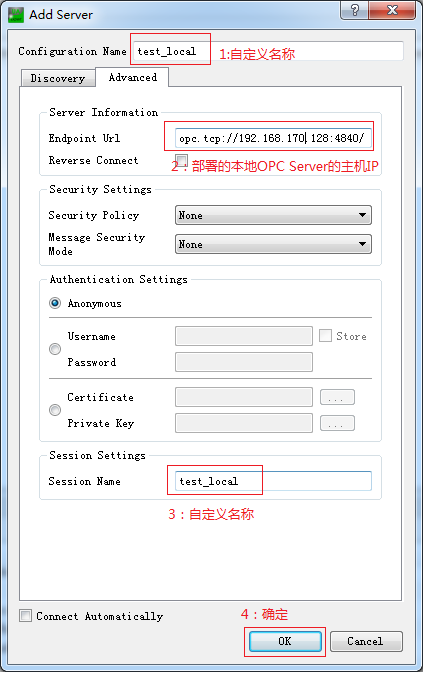 Add Server
Configuration Name test_local 1:自定义名称
Discovery Advanced
Server Information
Endpoint Url opc.tcp://192.168.170.128:4840/
Reverse Connect
2：部署的本地OPC Server的主机IP
Security Settings
Security Policy None
Message Security Mode None
Authentication Settings
Anonymous
Username Store
Password
Certificate ...
Private Key ...
Session Settings
Session Name test_local
3：自定义名称
Connect Automatically
4：确定
OK Cancel